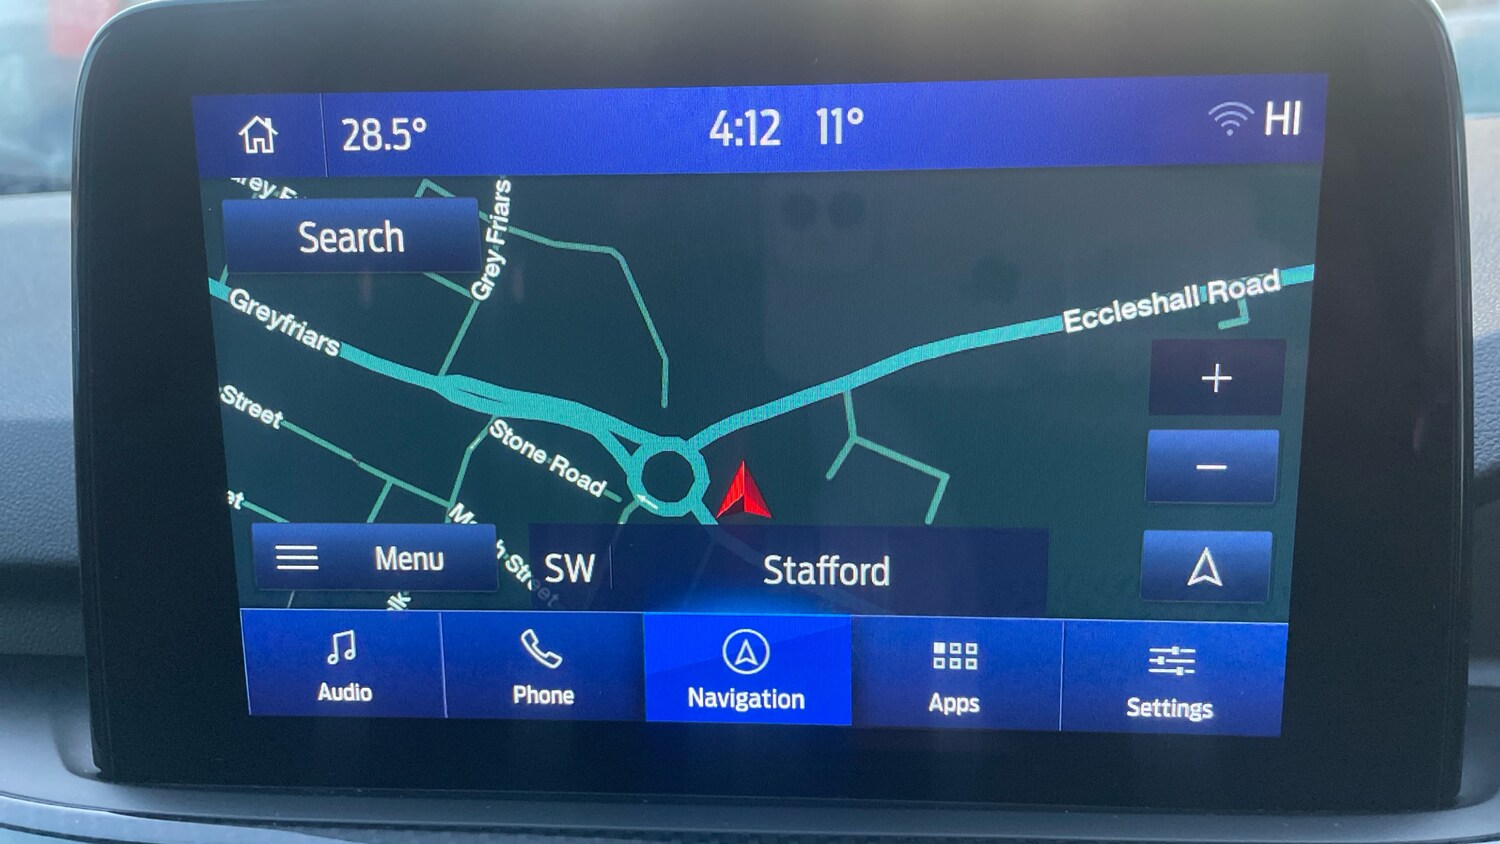 28.5°
4:12 11°
HI
Search
Grey Friars
Greyfriars
Eccleshall Road
Street
Stone Road
Menu
SW
Stafford
Audio
Phone
Navigation
Apps
Settings